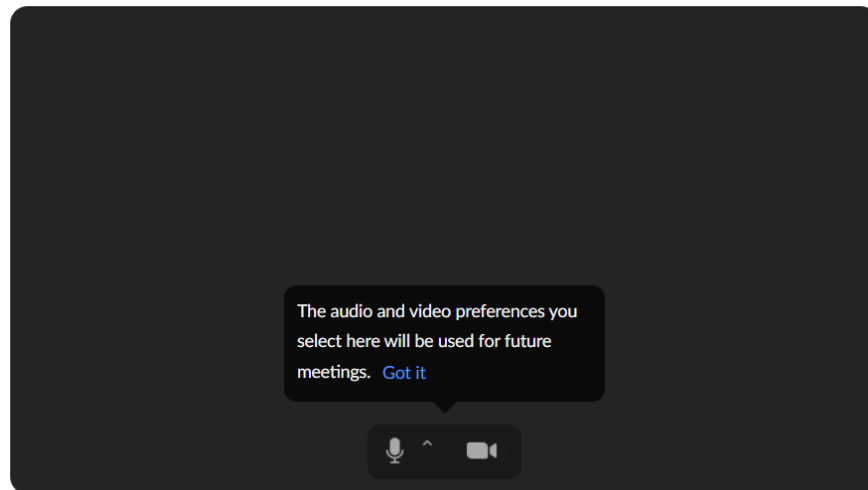 The audio and video preferences you
select here will be used for future
meetings. Got it